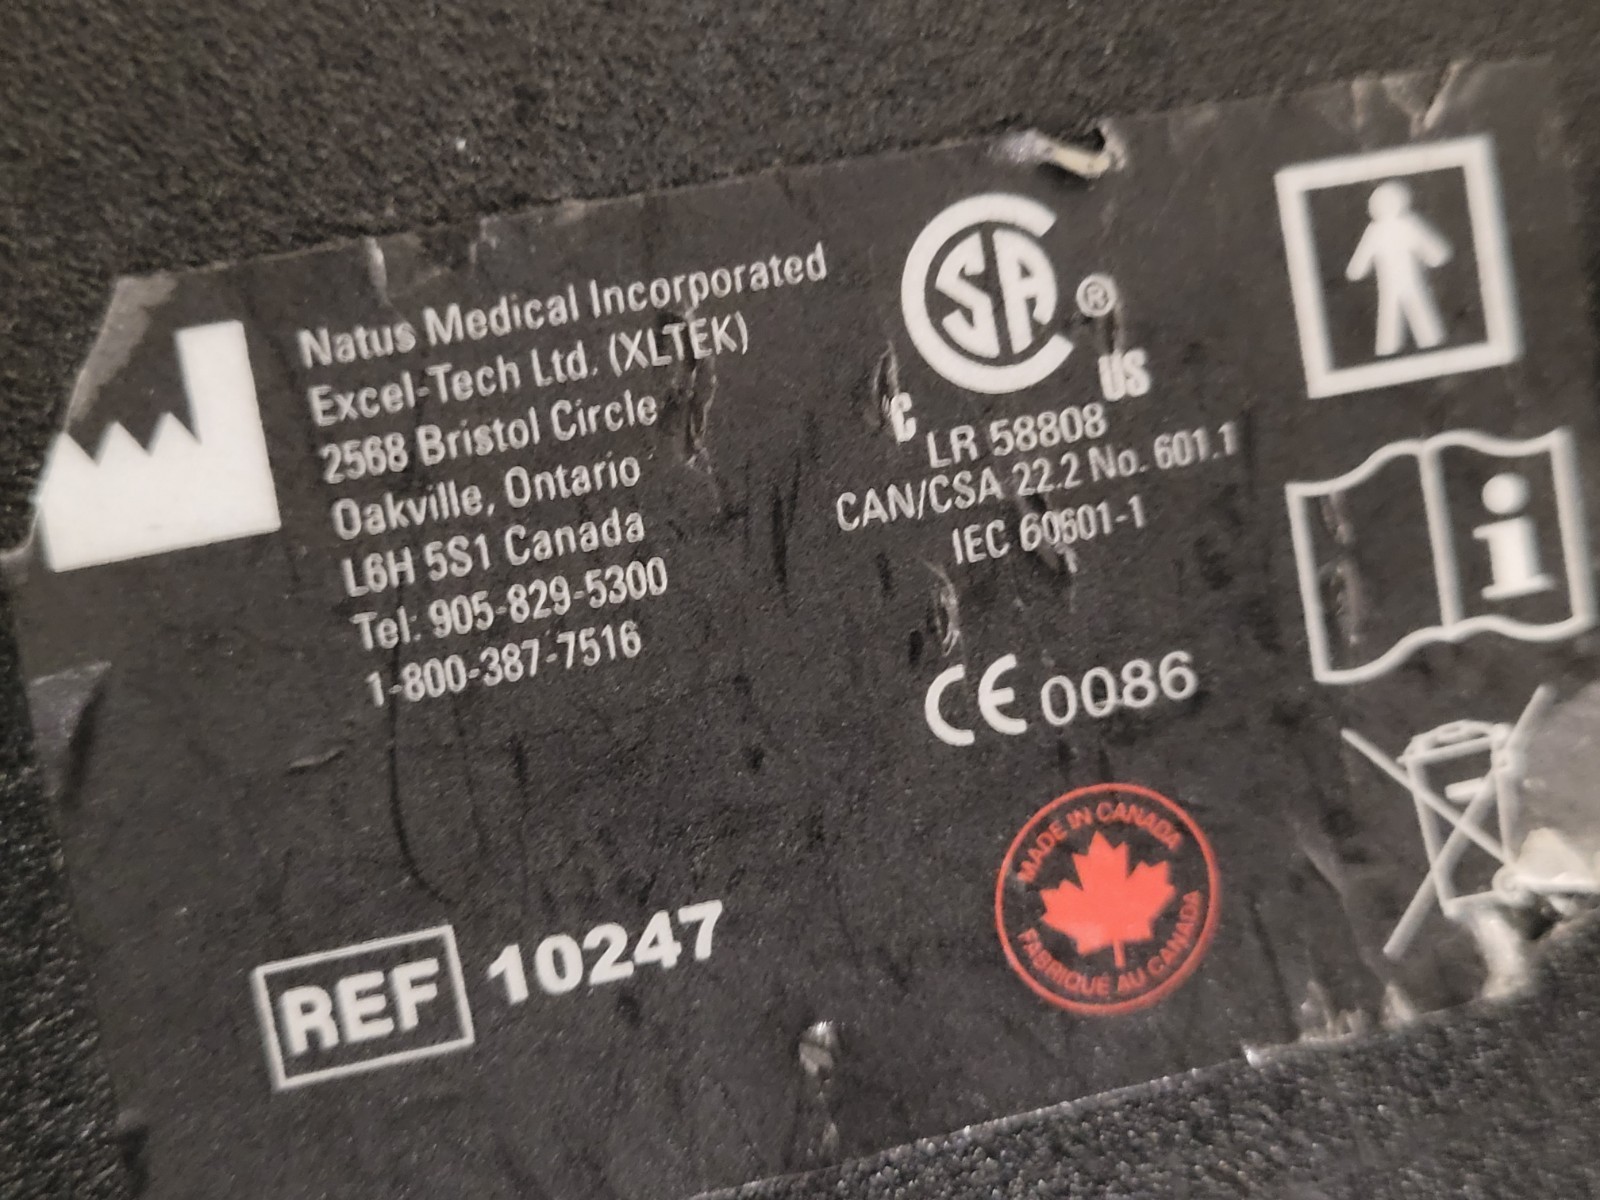 Natus Medical Incorporated
Excel-Tech Ltd. (XLTEK)
2568 Bristol Circle
Oakville, Ontario
L6H 5S1 Canada
Tel: 905-829-5300
1-800-387-7516
CSA ®
C US
LR 58808
CAN/CSA 22.2 No. 601.1
IEC 60601-1
CE 0086
MADE IN CANADA
FABRIQUÉ AU CANADA
REF 10247
i